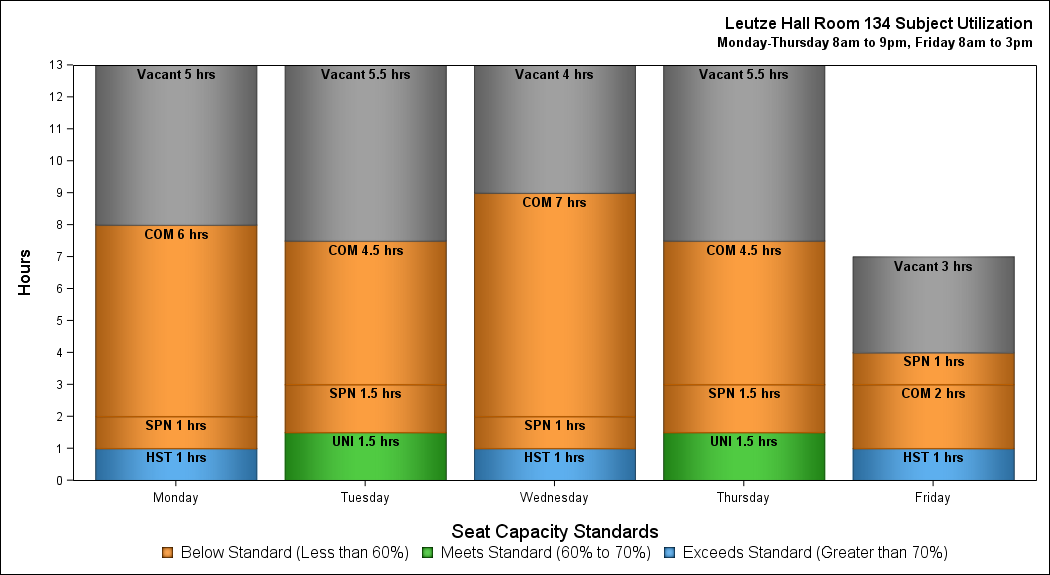 Leutze Hall Room 134 Subject Utilization
Monday-Thursday 8am to 9pm, Friday 8am to 3pm
Hours
13
12
11
10
9
8
7
6
5
4
3
2
1
0
Vacant 5 hrs
COM 6 hrs
SPN 1 hrs
HST 1 hrs
Vacant 5.5 hrs
COM 4.5 hrs
SPN 1.5 hrs
UNI 1.5 hrs
Vacant 4 hrs
COM 7 hrs
SPN 1 hrs
HST 1 hrs
Vacant 5.5 hrs
COM 4.5 hrs
SPN 1.5 hrs
UNI 1.5 hrs
Vacant 3 hrs
SPN 1 hrs
COM 2 hrs
HST 1 hrs
Monday Tuesday Wednesday Thursday Friday
Seat Capacity Standards
Below Standard (Less than 60%) Meets Standard (60% to 70%) Exceeds Standard (Greater than 70%)